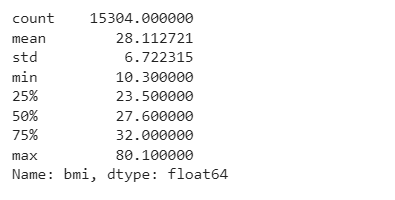 count    15304.000000
mean        28.112721
std          6.722315
min         10.300000
25%         23.500000
50%         27.600000
75%         32.000000
max         80.100000
Name: bmi, dtype: float64